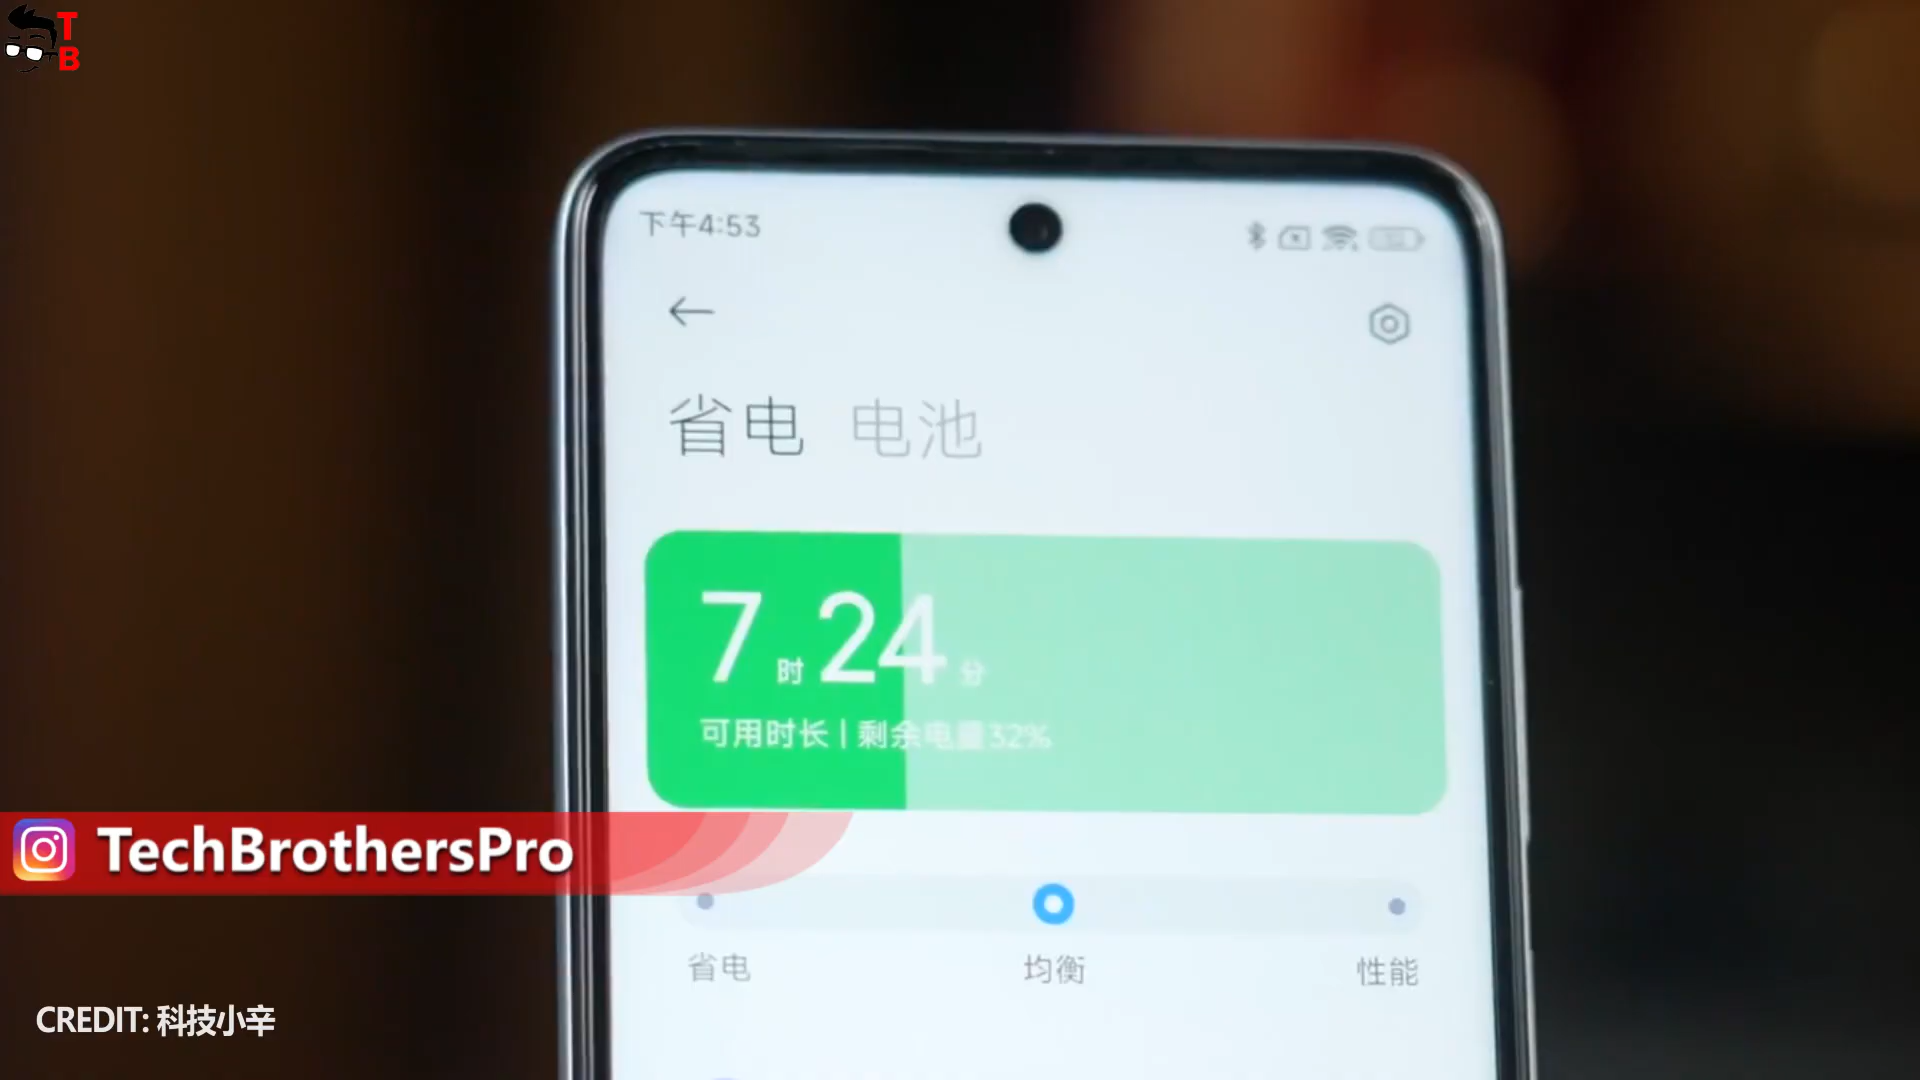 TB
下午4:53
省电 电池
7时24分
可用时长 | 剩余电量32%
TechBrothersPro
省电 均衡 性能
CREDIT: 科技小辛